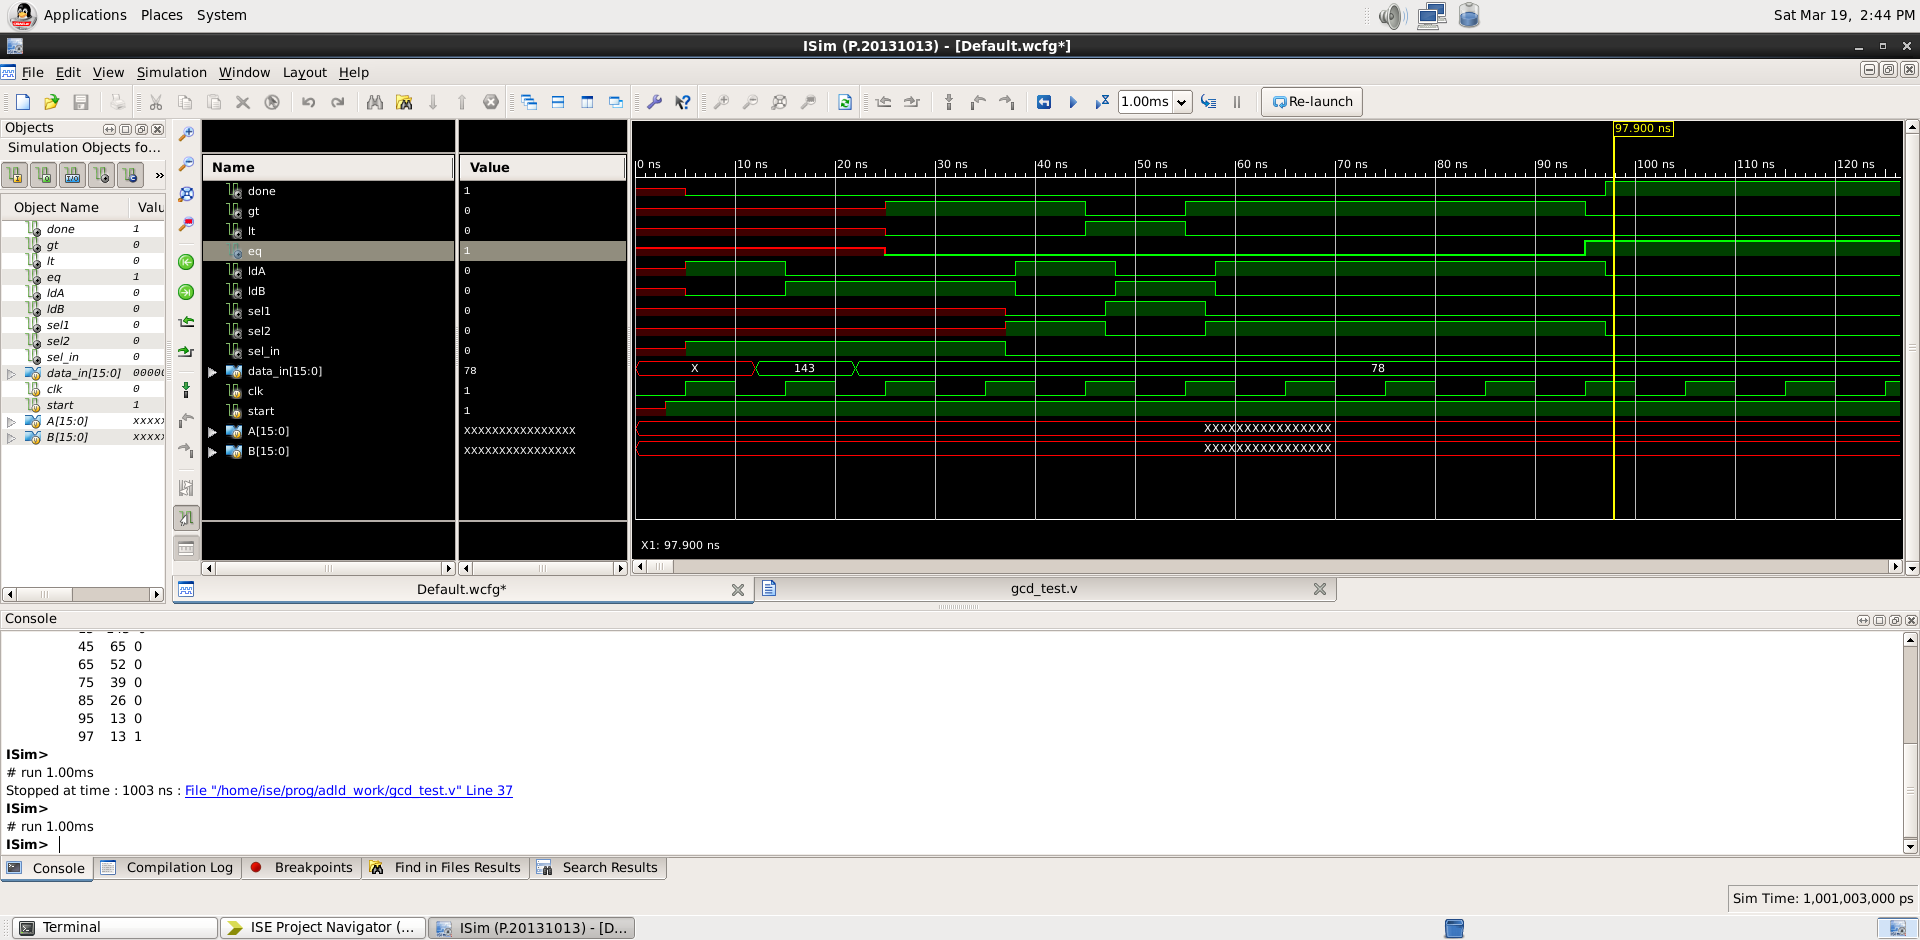 Applications Places System
Sat Mar 19, 2:44 PM
ISim (P.20131013) - [Default.wcfg*]
File Edit View Simulation Window Layout Help
1.00ms
Re-launch
Objects
Simulation Objects fo...
»
Object Name Valu
done 1
gt 0
lt 0
eq 1
ldA 0
ldB 0
sel1 0
sel2 0
sel_in 0
data_in[15:0] 00000
clk 0
start 1
A[15:0] xxxxx
B[15:0] xxxxx
Name Value
done 1
gt 0
lt 0
eq 1
ldA 0
ldB 0
sel1 0
sel2 0
sel_in 0
data_in[15:0] 78
clk 1
start 1
A[15:0] xxxxxxxxxxxxxxxx
B[15:0] xxxxxxxxxxxxxxxx
97.900 ns
0 ns 10 ns 20 ns 30 ns 40 ns 50 ns 60 ns 70 ns 80 ns 90 ns 100 ns 110 ns 120 ns
X 143 78
XXXXXXXXXXXXXXXX
XXXXXXXXXXXXXXXX
X1: 97.900 ns
Default.wcfg* gcd_test.v
Console
45 65 0
65 52 0
75 39 0
85 26 0
95 13 0
97 13 1
ISim>
# run 1.00ms
Stopped at time : 1003 ns : File "/home/ise/prog/adld_work/gcd_test.v" Line 37
ISim>
# run 1.00ms
ISim>
Console Compilation Log Breakpoints Find in Files Results Search Results
Sim Time: 1,001,003,000 ps
Terminal ISE Project Navigator (... ISim (P.20131013) - [D...